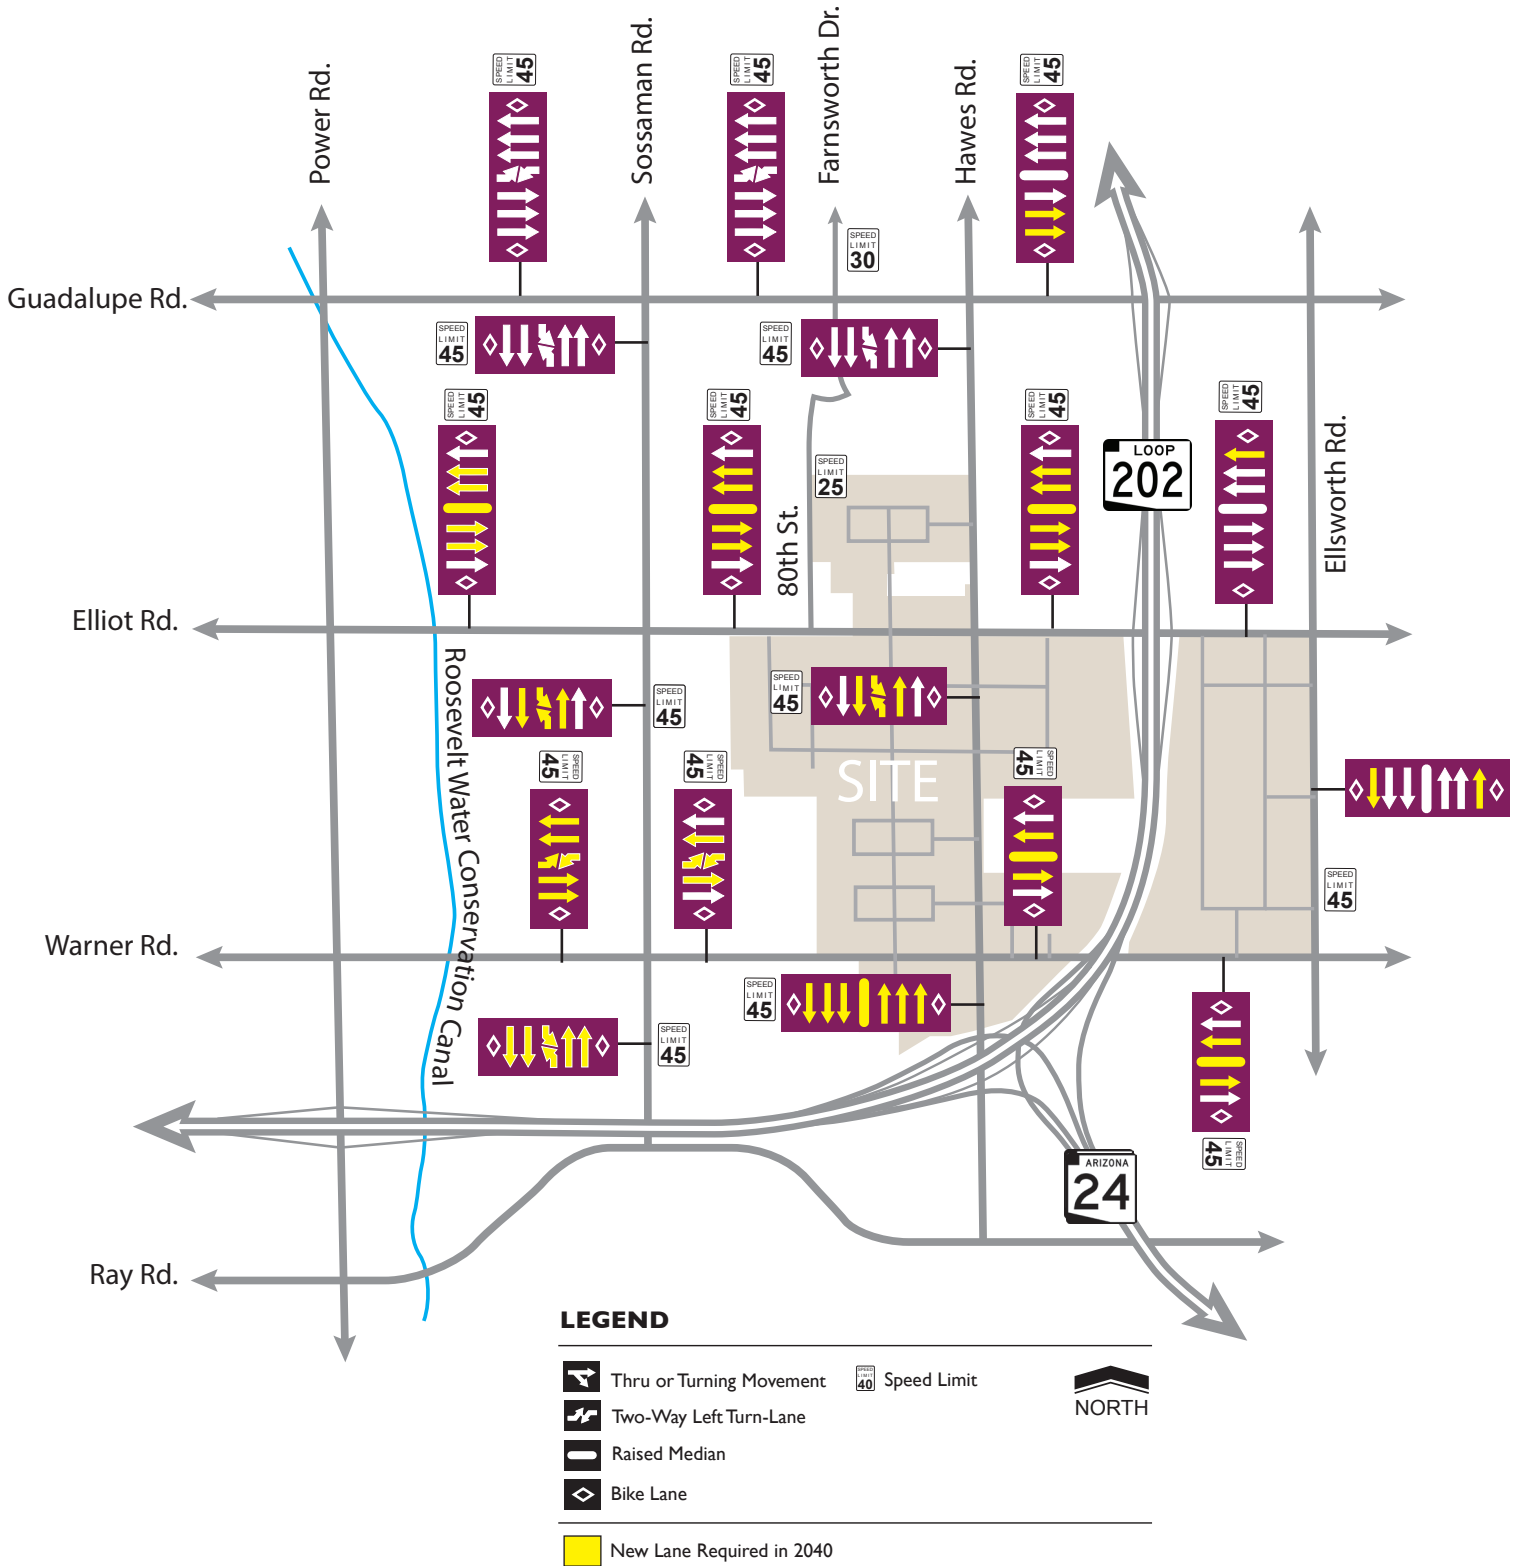 Power Rd.
Sossaman Rd.
Farnsworth Dr.
Hawes Rd.
SPEED LIMIT 45
SPEED LIMIT 45
SPEED LIMIT 45
SPEED LIMIT 30
Guadalupe Rd.
SPEED LIMIT 45
SPEED LIMIT 45
SPEED LIMIT 45
SPEED LIMIT 45
SPEED LIMIT 45
SPEED LIMIT 45
LOOP
202
Ellsworth Rd.
SPEED LIMIT 25
80th St.
Elliot Rd.
Roosevelt Water Conservation Canal
SPEED LIMIT 45
SPEED LIMIT 45
SPEED LIMIT 45
SPEED LIMIT 45
SPEED LIMIT 45
SITE
SPEED LIMIT 45
Warner Rd.
SPEED LIMIT 45
SPEED LIMIT 45
SPEED LIMIT 45
ARIZONA
24
Ray Rd.
LEGEND
Thru or Turning Movement
SPEED LIMIT 40
Speed Limit
Two-Way Left Turn-Lane
NORTH
Raised Median
Bike Lane
New Lane Required in 2040